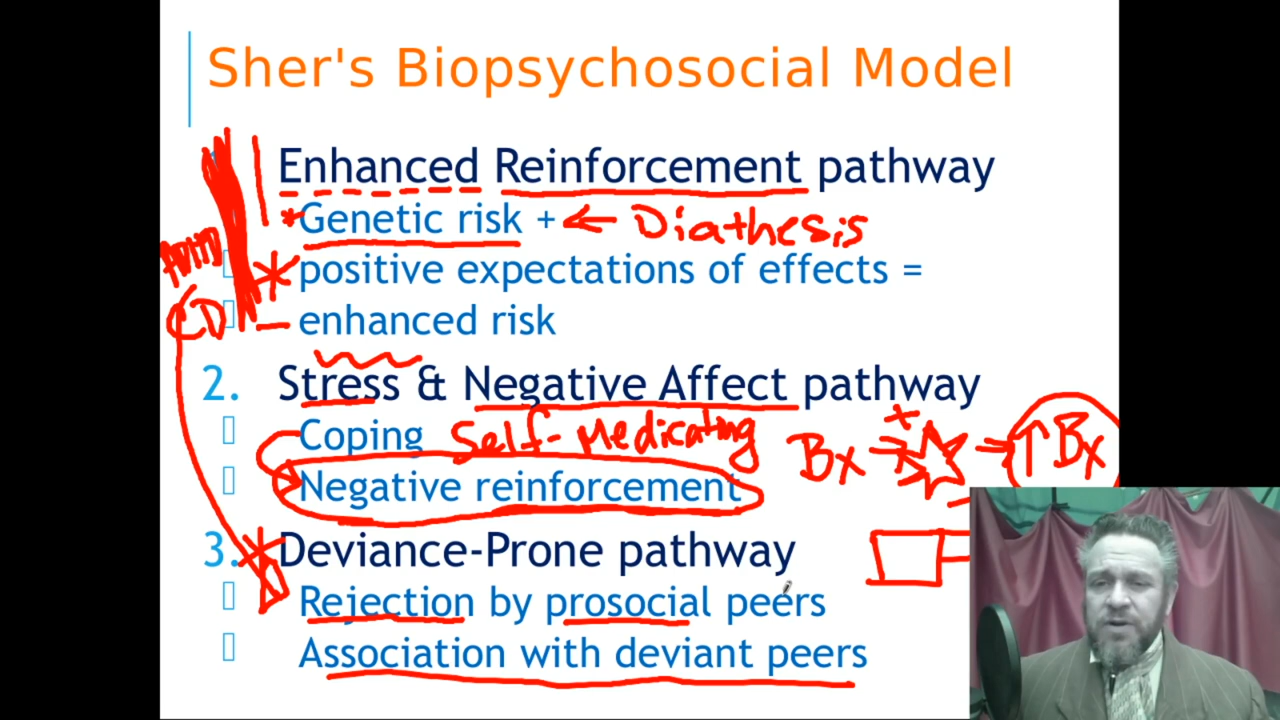 Sher's Biopsychosocial Model
Enhanced Reinforcement pathway
Genetic risk + ← Diathesis
positive expectations of effects =
CD
enhanced risk
2. Stress & Negative Affect pathway
Coping Self-Medicating Bx → + → ↑ Bx
Negative reinforcement
3. Deviance-Prone pathway
Rejection by prosocial peers
Association with deviant peers